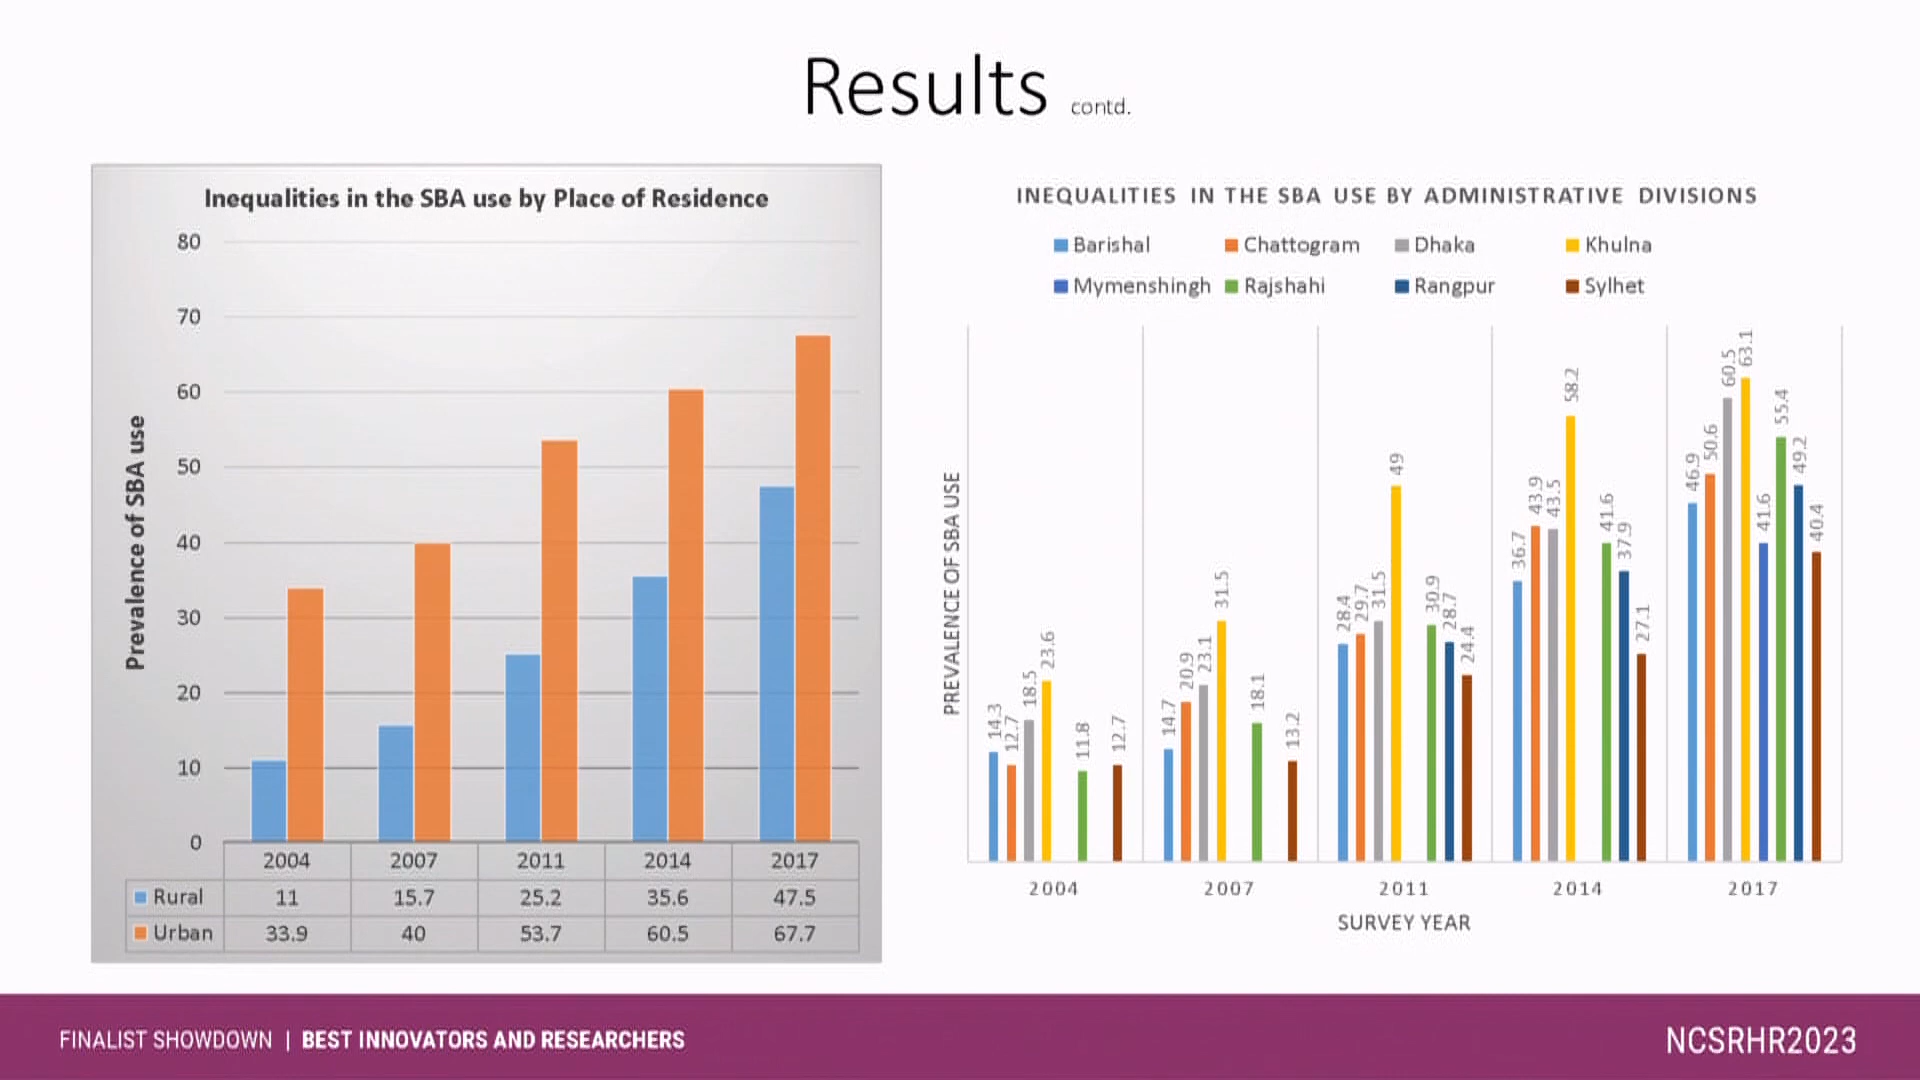 Results contd.
Inequalities in the SBA use by Place of Residence
80
70
60
50
40
30
20
10
0
Prevalence of SBA use
2004 2007 2011 2014 2017
Rural 11 15.7 25.2 35.6 47.5
Urban 33.9 40 53.7 60.5 67.7
INEQUALITIES IN THE SBA USE BY ADMINISTRATIVE DIVISIONS
Barishal Chattogram Dhaka Khulna
Mymenshingh Rajshahi Rangpur Sylhet
PREVALENCE OF SBA USE
14.3 12.7 18.5 23.6 11.8 12.7
14.7 20.9 23.1 31.5 18.1 13.2
28.4 29.7 31.5 49 30.9 28.7 24.4
36.7 43.9 43.5 58.2 41.6 37.9 27.1
46.9 50.6 60.5 63.1 41.6 55.4 49.2 40.4
2004 2007 2011 2014 2017
SURVEY YEAR
FINALIST SHOWDOWN | BEST INNOVATORS AND RESEARCHERS
NCSRHR2023